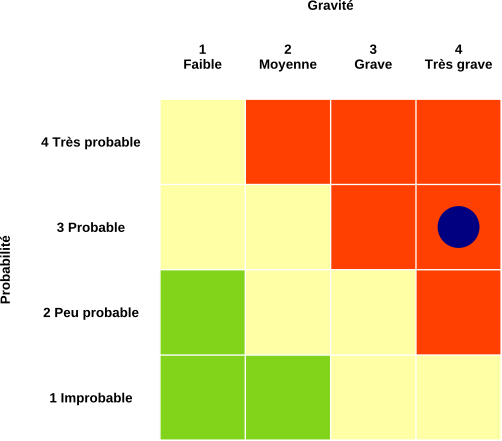 Gravité
1
Faible
2
Moyenne
3
Grave
4
Très grave
Probabilité
4 Très probable
3 Probable
2 Peu probable
1 Improbable